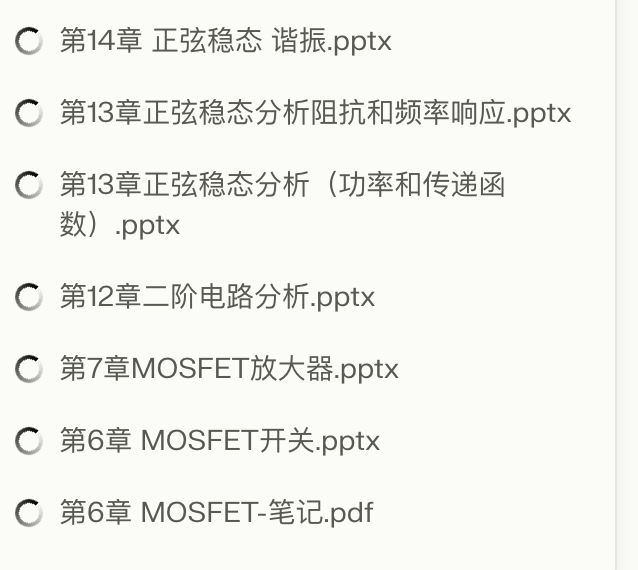 第14章 正弦稳态 谐振.pptx
第13章正弦稳态分析阻抗和频率响应.pptx
第13章正弦稳态分析（功率和传递函
数）.pptx
第12章二阶电路分析.pptx
第7章MOSFET放大器.pptx
第6章 MOSFET开关.pptx
第6章 MOSFET-笔记.pdf